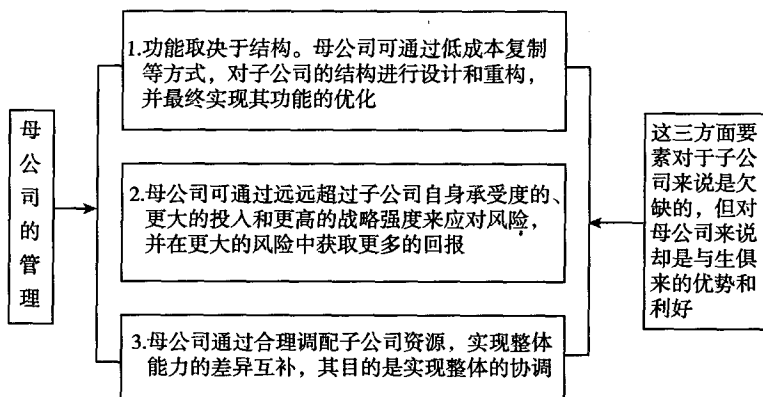 母公司的管理
1.功能取决于结构。母公司可通过低成本复制
等方式，对子公司的结构进行设计和重构，
并最终实现其功能的优化
2.母公司可通过远远超过子公司自身承受度的、
更大的投入和更高的战略强度来应对风险，
并在更大的风险中获取更多的回报
3.母公司通过合理调配子公司资源，实现整体
能力的差异互补，其目的是实现整体的协调
这三方面要
素对于子公
司来说是欠
缺的，但对
母公司来说
却是与生俱
来的优势和
利好